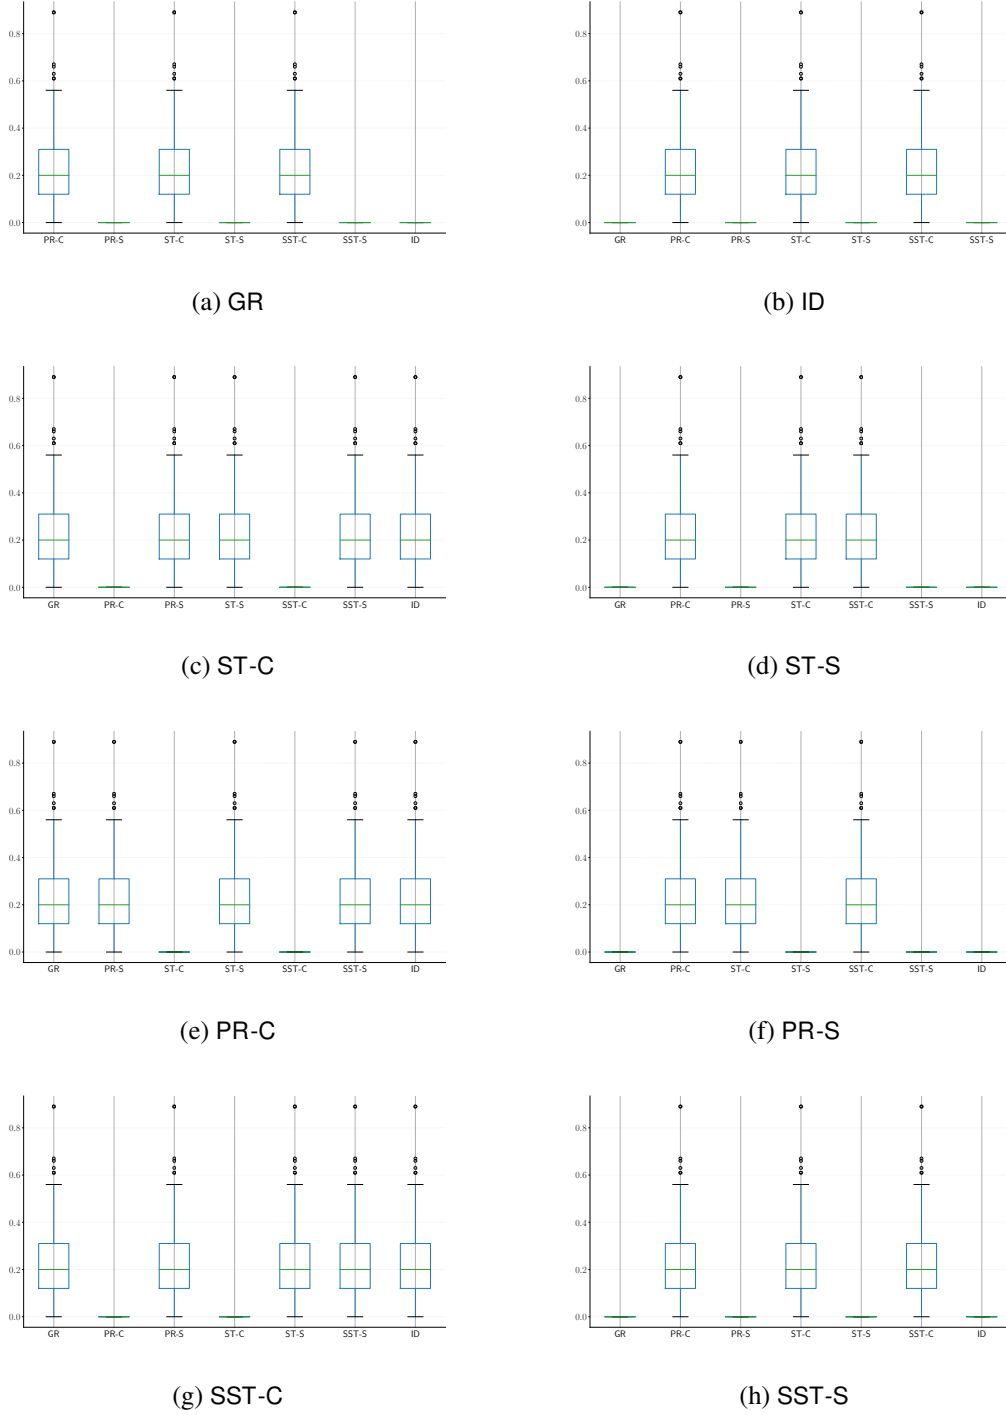 0.8
0.6
0.4
0.2
0.0
PR-C PR-S ST-C ST-S SST-C SST-S ID
(a) GR
0.8
0.6
0.4
0.2
0.0
GR PR-C PR-S ST-C ST-S SST-C SST-S
(b) ID
0.8
0.6
0.4
0.2
0.0
GR PR-C PR-S ST-S SST-C SST-S ID
(c) ST-C
0.8
0.6
0.4
0.2
0.0
GR PR-C PR-S ST-C SST-C SST-S ID
(d) ST-S
0.8
0.6
0.4
0.2
0.0
GR PR-S ST-C ST-S SST-C SST-S ID
(e) PR-C
0.8
0.6
0.4
0.2
0.0
GR PR-C ST-C ST-S SST-C SST-S ID
(f) PR-S
0.8
0.6
0.4
0.2
0.0
GR PR-C PR-S ST-C ST-S SST-S ID
(g) SST-C
0.8
0.6
0.4
0.2
0.0
GR PR-C PR-S ST-C ST-S SST-C ID
(h) SST-S